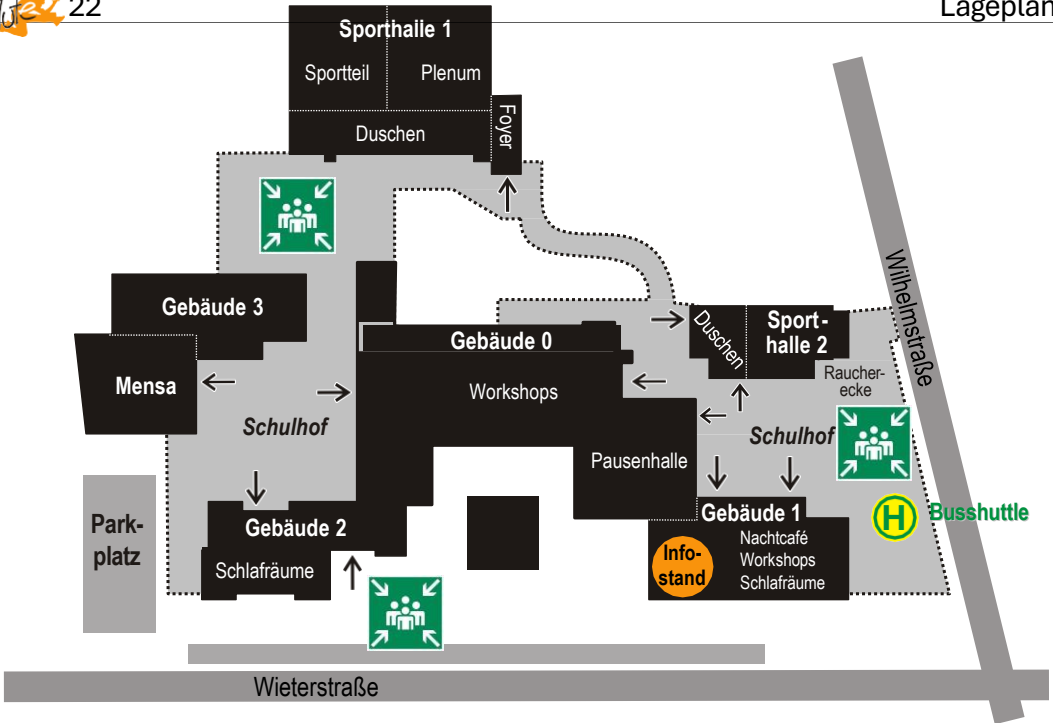 22
Lageplan
Sporthalle 1
Sportteil
Plenum
Duschen
Foyer
Wilhelmstraße
Gebäude 3
Mensa
Gebäude 0
Workshops
Duschen
Sport-
halle 2
Raucher-
ecke
Schulhof
Schulhof
Pausenhalle
Park-
platz
Gebäude 2
Schlafräume
Gebäude 1
Nachtcafé
Workshops
Schlafräume
Info-
stand
H
Busshuttle
Wieterstraße